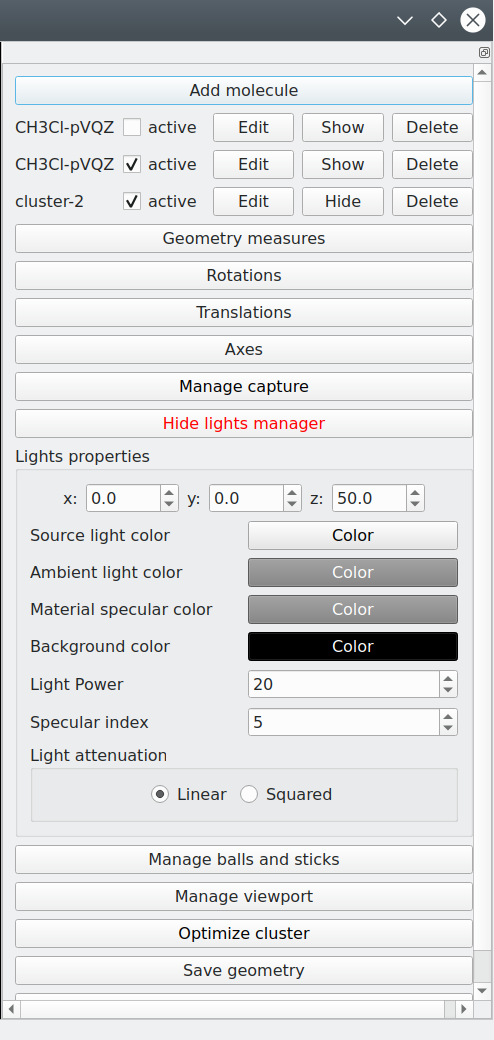 Add molecule
CH3Cl-pVQZ active Edit Show Delete
CH3Cl-pVQZ active Edit Show Delete
cluster-2 active Edit Hide Delete
Geometry measures
Rotations
Translations
Axes
Manage capture
Hide lights manager
Lights properties
x: 0.0 y: 0.0 z: 50.0
Source light color Color
Ambient light color Color
Material specular color Color
Background color Color
Light Power 20
Specular index 5
Light attenuation
Linear Squared
Manage balls and sticks
Manage viewport
Optimize cluster
Save geometry